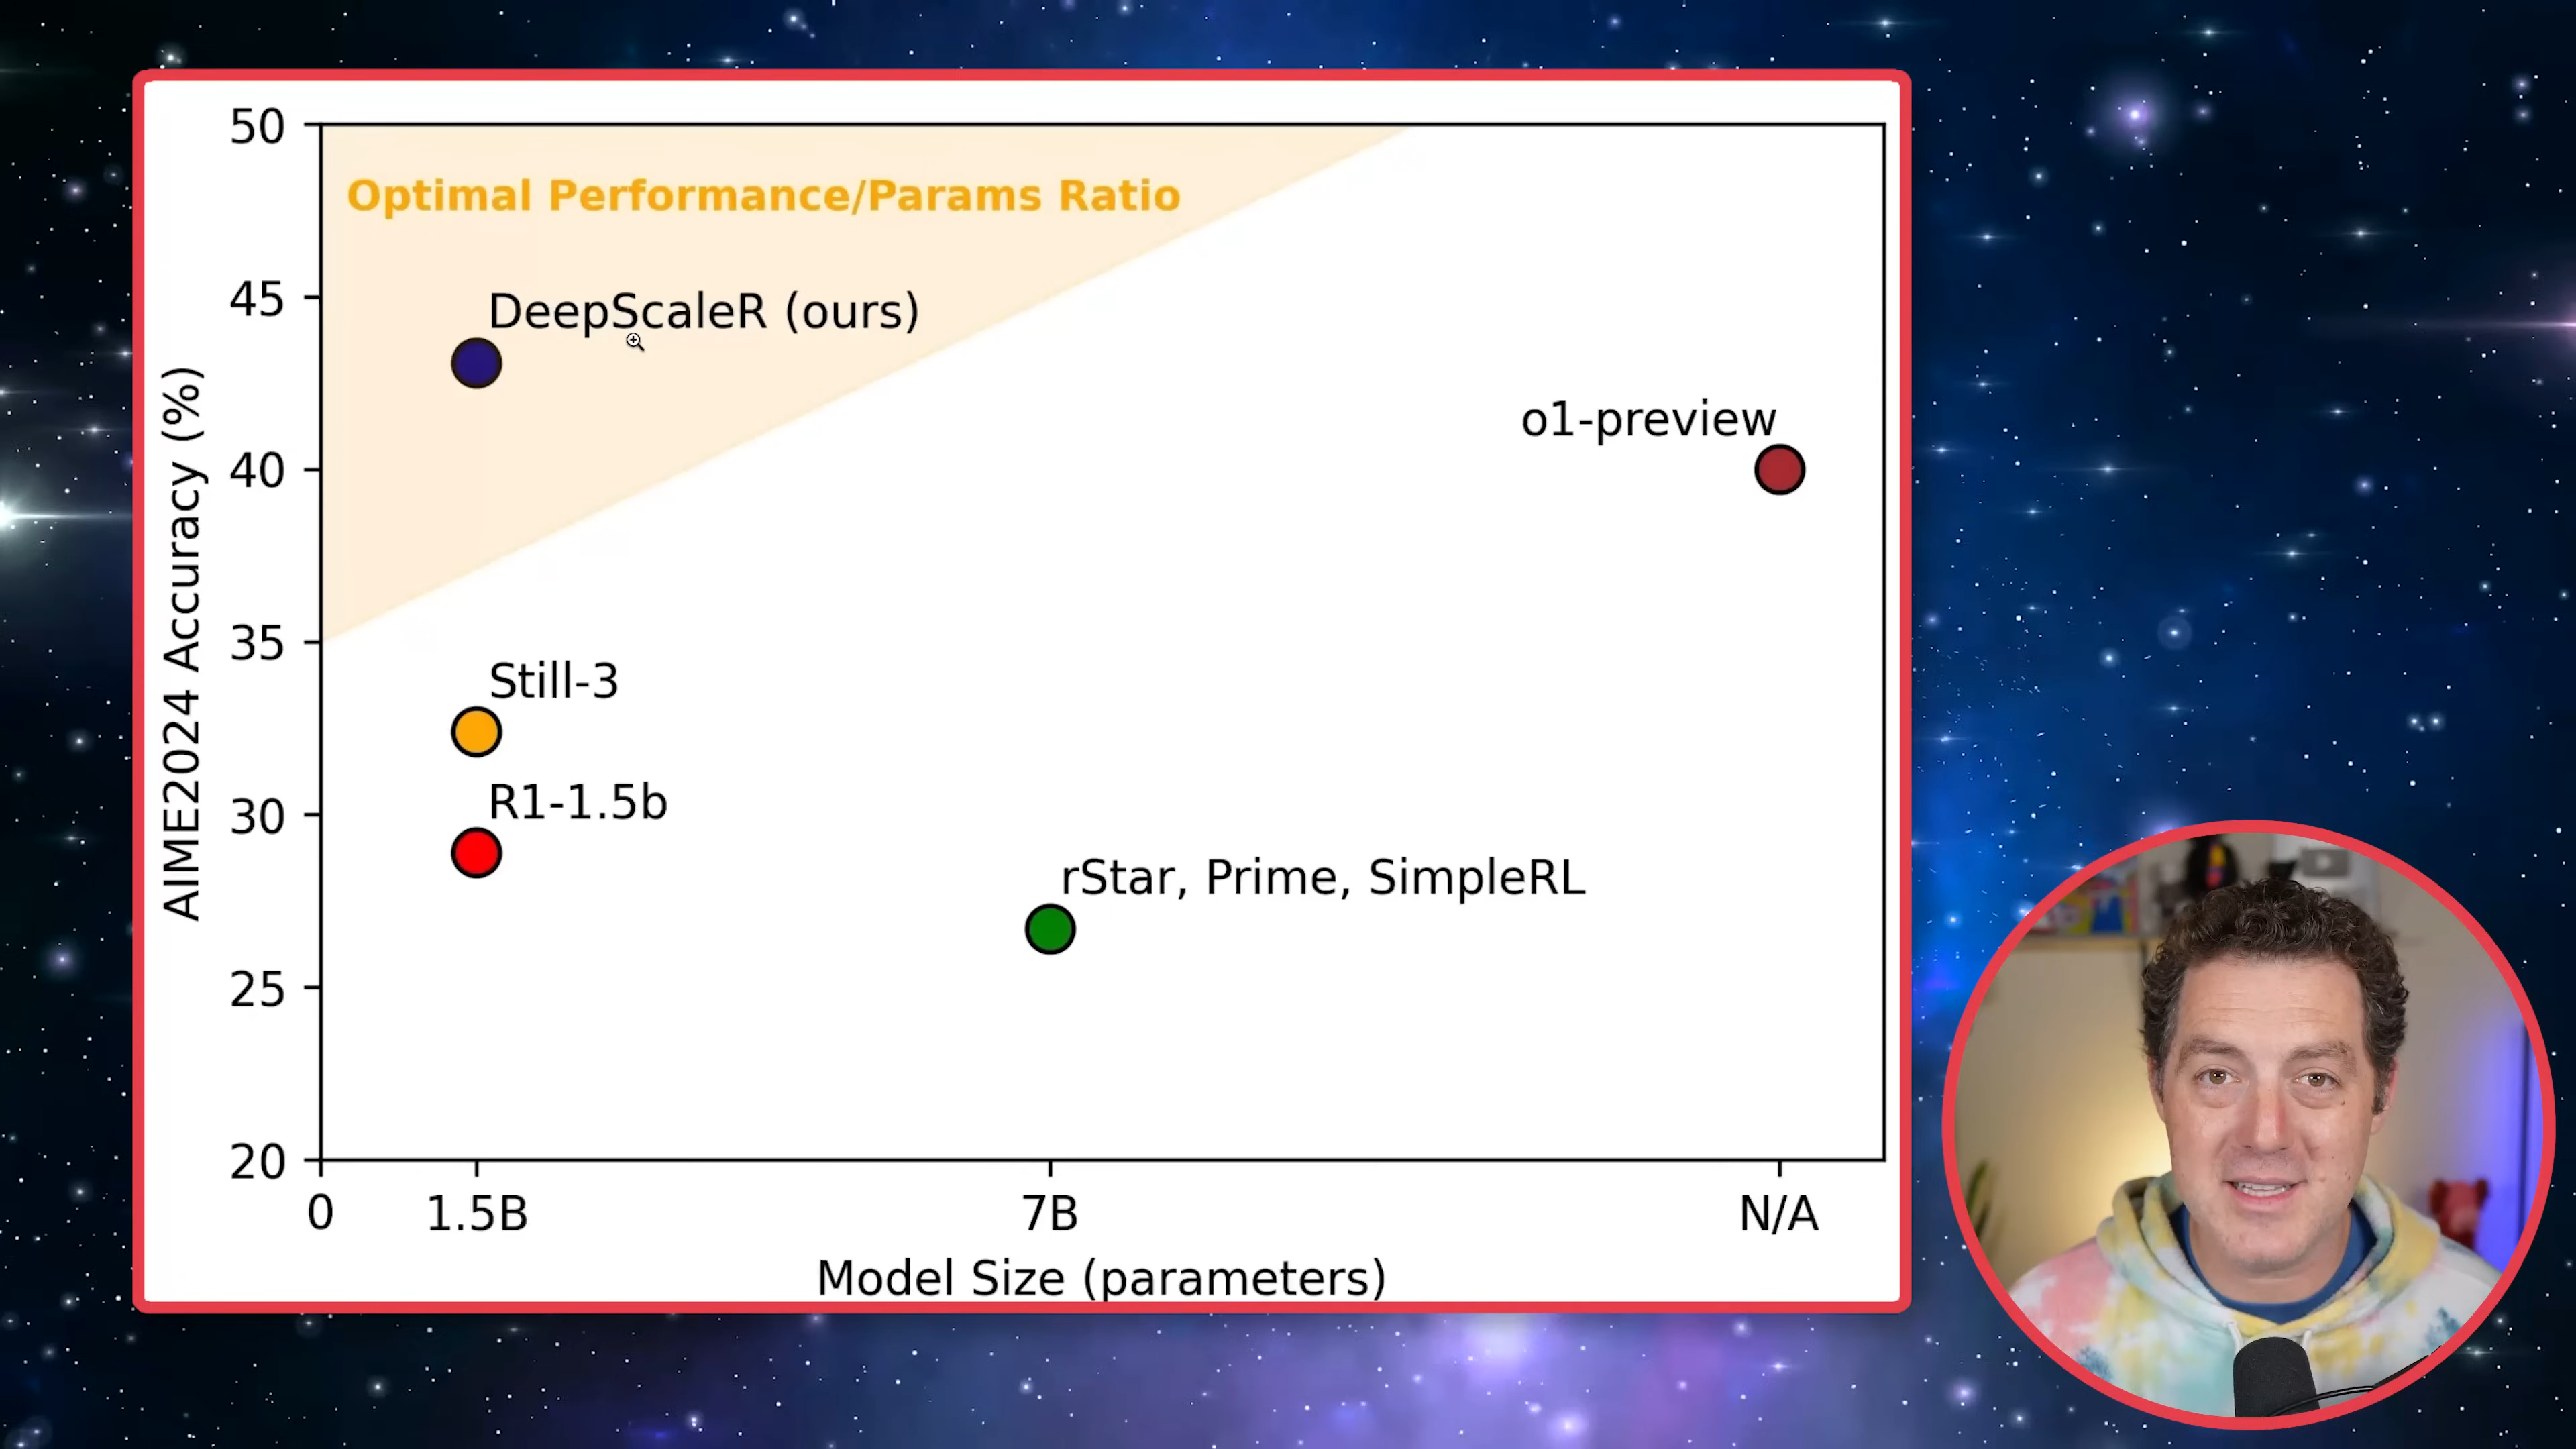 50
Optimal Performance/Params Ratio
45
DeepScaleR (ours)
o1-preview
40
AIME2024 Accuracy (%)
35
Still-3
R1-1.5b
30
rStar, Prime, SimpleRL
25
20
0 1.5B 7B N/A
Model Size (parameters)